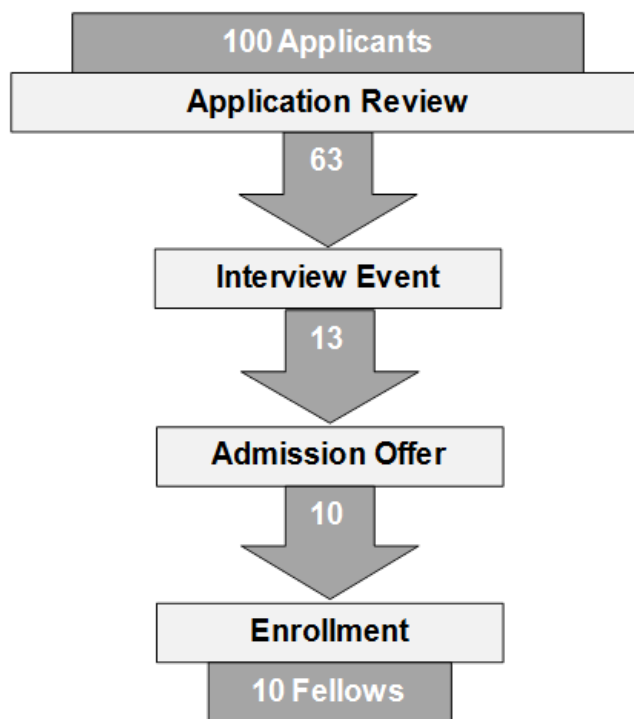 100 Applicants
Application Review
63
Interview Event
13
Admission Offer
10
Enrollment
10 Fellows